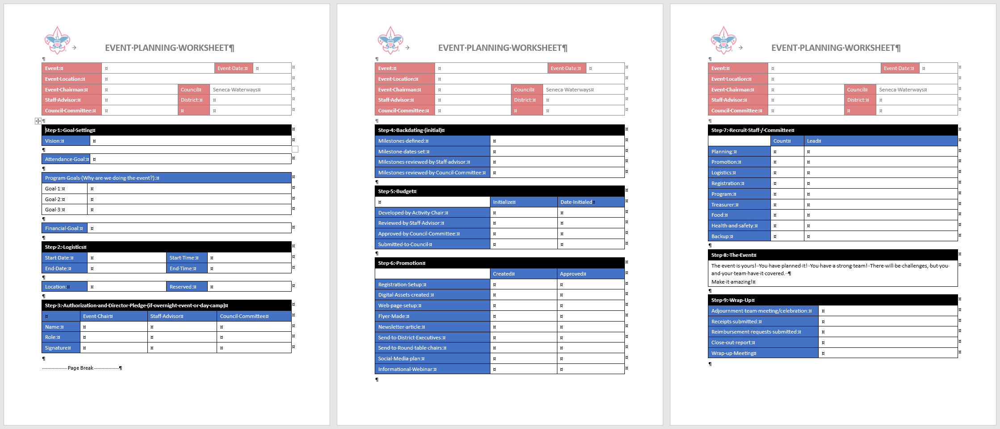 EVENT PLANNING WORKSHEET
Event: Event Date:
Event Location:
Event Chairman: Council Seneca Waterways
Staff Advisor: District:
Council Committee:
Step 1: Goal Setting
Vision:
Attendance Goal:
Program Goals (Why are we doing the event?):
Goal 1:
Goal 2:
Goal 3:
Financial Goal:
Step 2: Logistics
Start Date: Start Time:
End Date: End Time:
Location: Reserved:
Step 3: Authorization and Director Pledge (if overnight event or day camp)
Event Chair Staff Advisor Council Committee
Name:
Role:
Signature
Page Break
EVENT PLANNING WORKSHEET
Event: Event Date:
Event Location:
Event Chairman: Council Seneca Waterways
Staff Advisor: District:
Council Committee:
Step 4: Backdating (initial)
Milestones defined:
Milestone dates set:
Milestones reviewed by Staff advisor:
Milestones reviewed by Council Committee:
Step 5: Budget
Initialize Date Initialed
Developed by Activity Chair:
Reviewed by Staff Advisor:
Approved by Council Committee:
Submitted to Council
Step 6: Promotion
Created Approved
Registration Setup:
Digital Assets created:
Web page setup:
Flyer Made:
Newsletter article:
Send to District Executives:
Send to Round table chairs:
Social Media plan:
Informational Webinar:
EVENT PLANNING WORKSHEET
Event: Event Date:
Event Location:
Event Chairman: Council Seneca Waterways
Staff Advisor: District:
Council Committee:
Step 7: Recruit Staff / Committee
Count Lead
Planning:
Promotion:
Logistics:
Registration:
Program:
Treasurer:
Food:
Health and safety:
Backup:
Step 8: The Event
The event is yours! You have planned it! You have a strong team! There will be challenges, but you
and your team have it covered.
Make it amazing!
Step 9: Wrap Up
Adjournment team meeting/celebration:
Receipts submitted:
Reimbursement requests submitted:
Close-out report:
Wrap-up Meeting